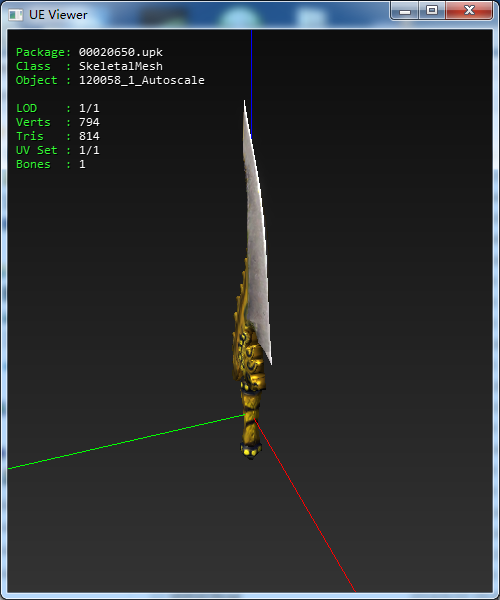 UE Viewer
Package: 00020650.upk
Class : SkeletalMesh
Object : 120058_1_Autoscale
LOD : 1/1
Verts : 794
Tris : 814
UV Set : 1/1
Bones : 1